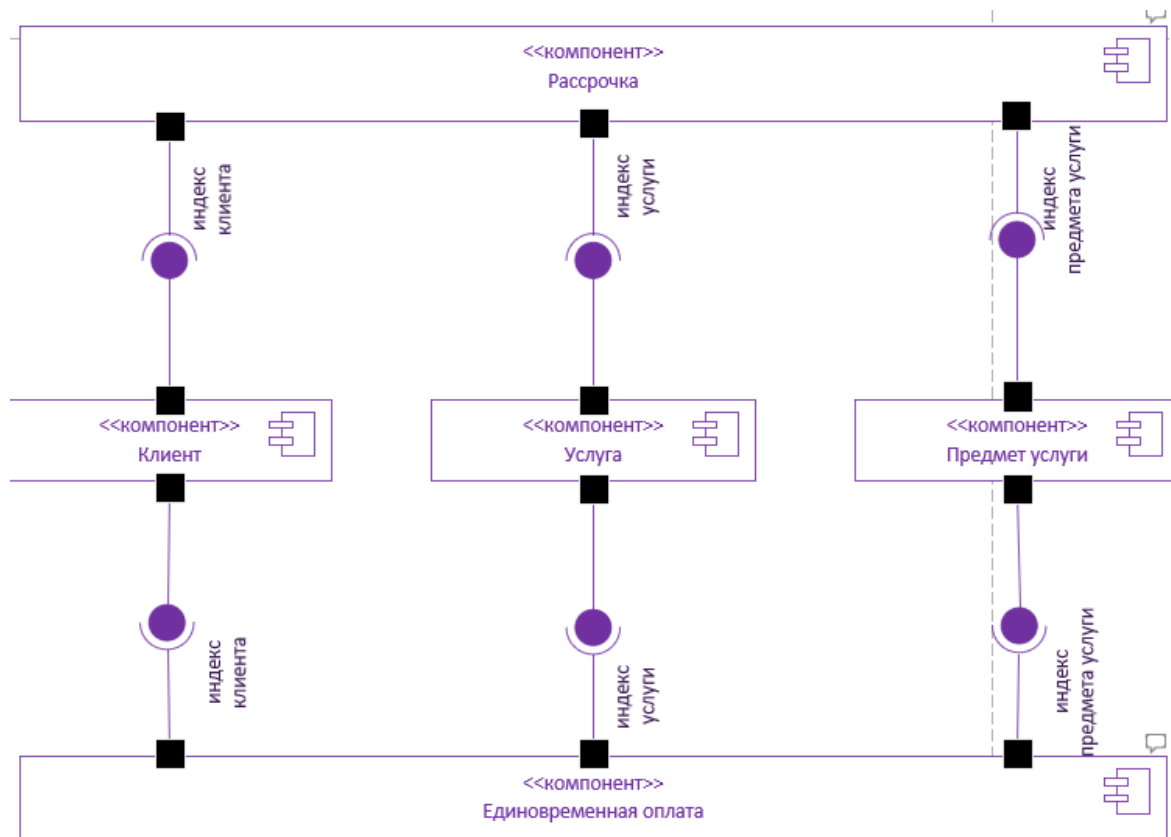 <<компонент>>
Рассрочка
индекс
клиента
индекс
услуги
индекс
предмета услуги
<<компонент>>
Клиент
<<компонент>>
Услуга
<<компонент>>
Предмет услуги
индекс
клиента
индекс
услуги
индекс
предмета услуги
<<компонент>>
Единовременная оплата